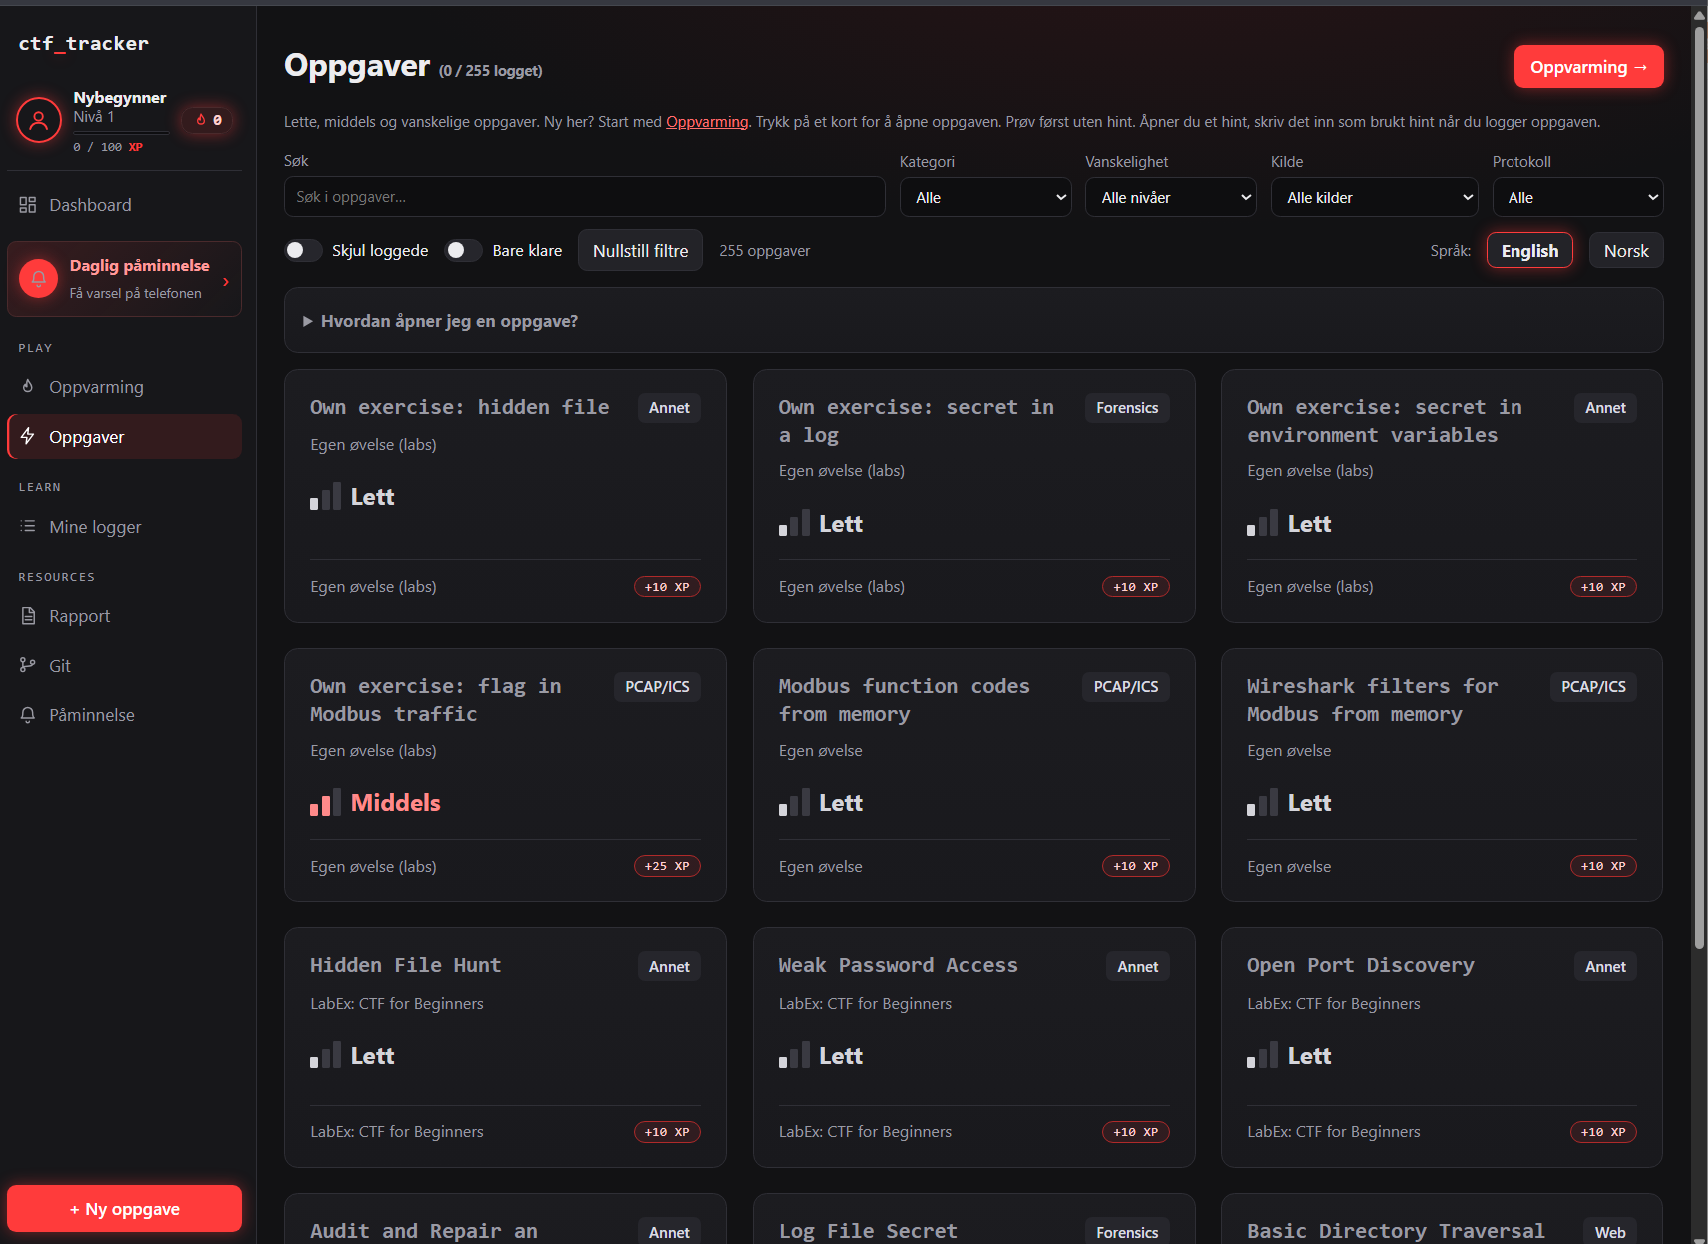 ctf_tracker
Nybegynner
Nivå 1
0
0 / 100 XP
Dashboard
Daglig påminnelse
Få varsel på telefonen
PLAY
Oppvarming
Oppgaver
LEARN
Mine logger
RESOURCES
Rapport
Git
Påminnelse
+ Ny oppgave
Oppgaver (0 / 255 logget)
Oppvarming →
Lette, middels og vanskelige oppgaver. Ny her? Start med Oppvarming. Trykk på et kort for å åpne oppgaven. Prøv først uten hint. Åpner du et hint, skriv det inn som brukt hint når du logger oppgaven.
Søk
Kategori
Vanskelighet
Kilde
Protokoll
Søk i oppgaver...
Alle
Alle nivåer
Alle kilder
Alle
Skjul loggede
Bare klare
Nullstill filtre
255 oppgaver
Språk:
English
Norsk
▶ Hvordan åpner jeg en oppgave?
Own exercise: hidden file
Annet
Egen øvelse (labs)
Lett
Egen øvelse (labs)
+10 XP
Own exercise: secret in
a log
Forensics
Egen øvelse (labs)
Lett
Egen øvelse (labs)
+10 XP
Own exercise: secret in
environment variables
Annet
Egen øvelse (labs)
Lett
Egen øvelse (labs)
+10 XP
Own exercise: flag in
Modbus traffic
PCAP/ICS
Egen øvelse (labs)
Middels
Egen øvelse (labs)
+25 XP
Modbus function codes
from memory
PCAP/ICS
Egen øvelse
Lett
Egen øvelse
+10 XP
Wireshark filters for
Modbus from memory
PCAP/ICS
Egen øvelse
Lett
Egen øvelse
+10 XP
Hidden File Hunt
Annet
LabEx: CTF for Beginners
Lett
LabEx: CTF for Beginners
+10 XP
Weak Password Access
Annet
LabEx: CTF for Beginners
Lett
LabEx: CTF for Beginners
+10 XP
Open Port Discovery
Annet
LabEx: CTF for Beginners
Lett
LabEx: CTF for Beginners
+10 XP
Audit and Repair an
Annet
Log File Secret
Forensics
Basic Directory Traversal
Web